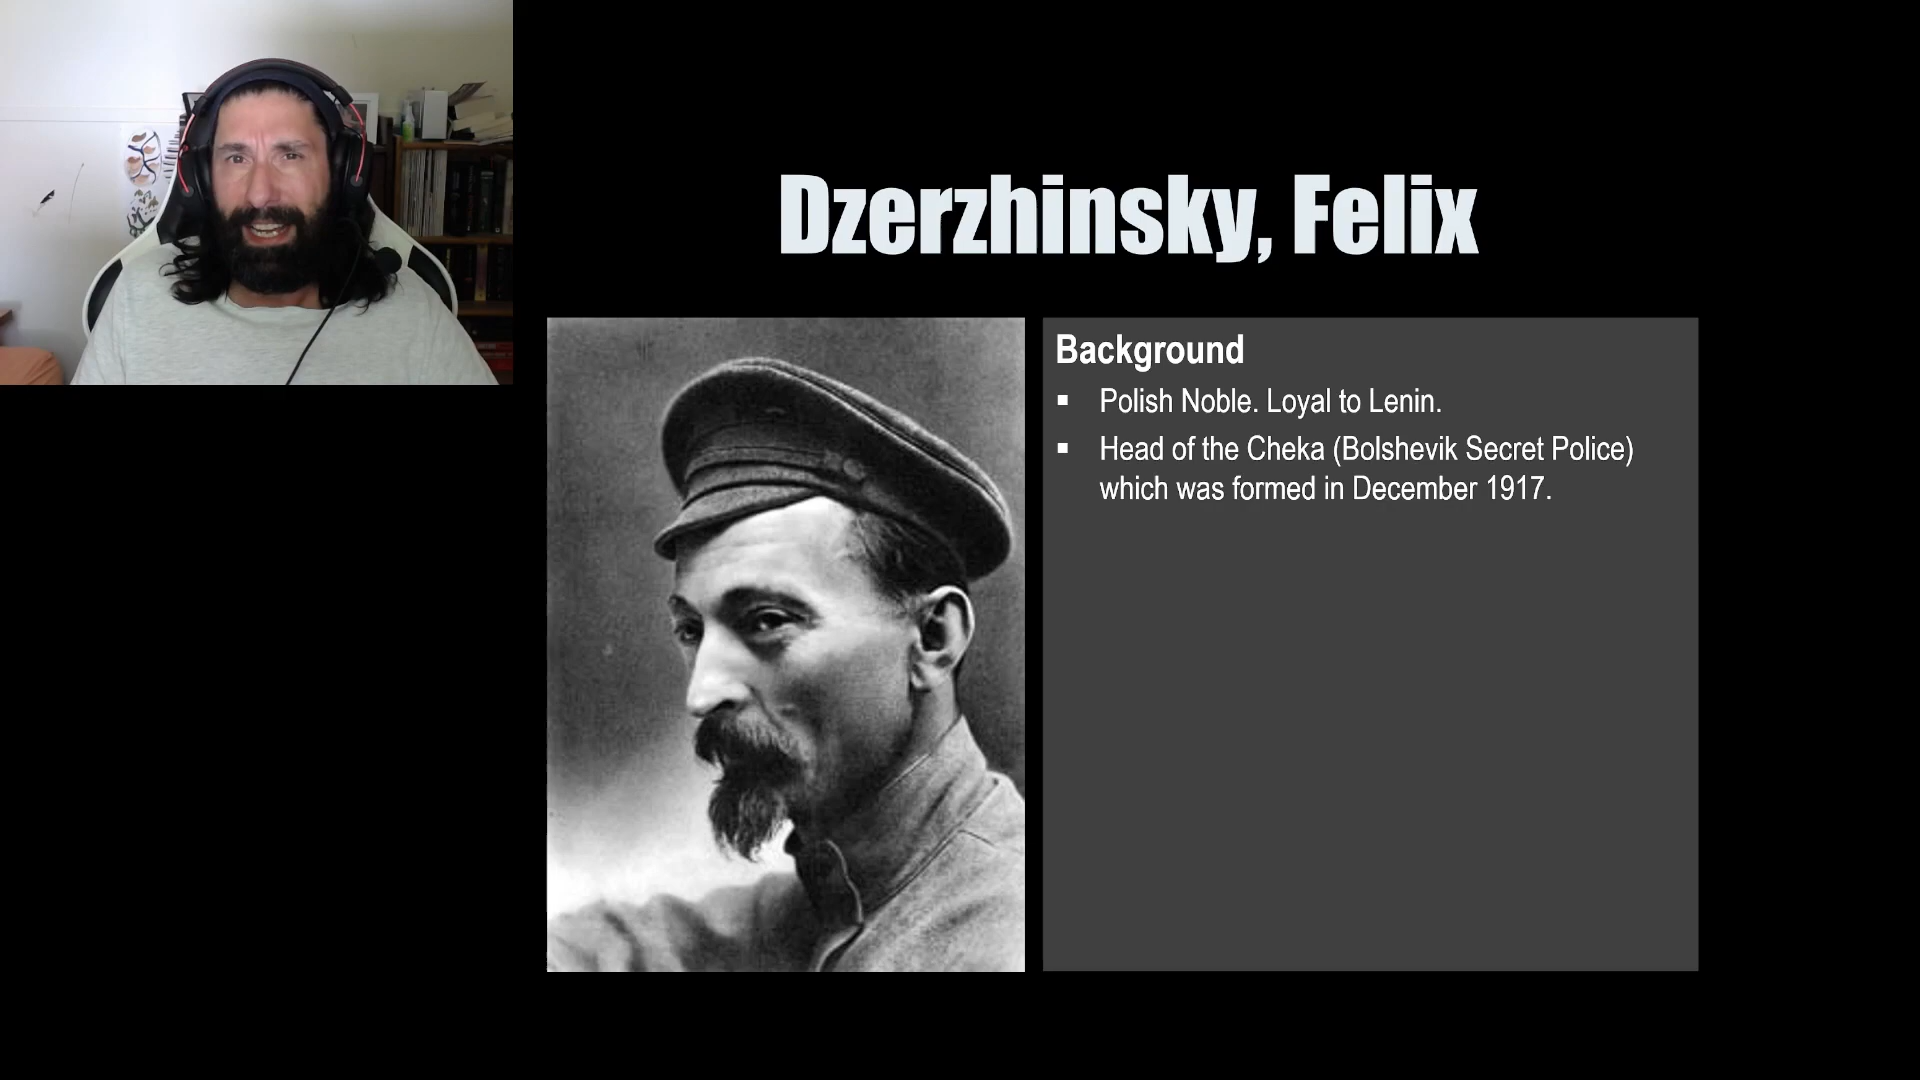 Dzerzhinsky, Felix
Background
▪ Polish Noble. Loyal to Lenin.
▪ Head of the Cheka (Bolshevik Secret Police)
which was formed in December 1917.